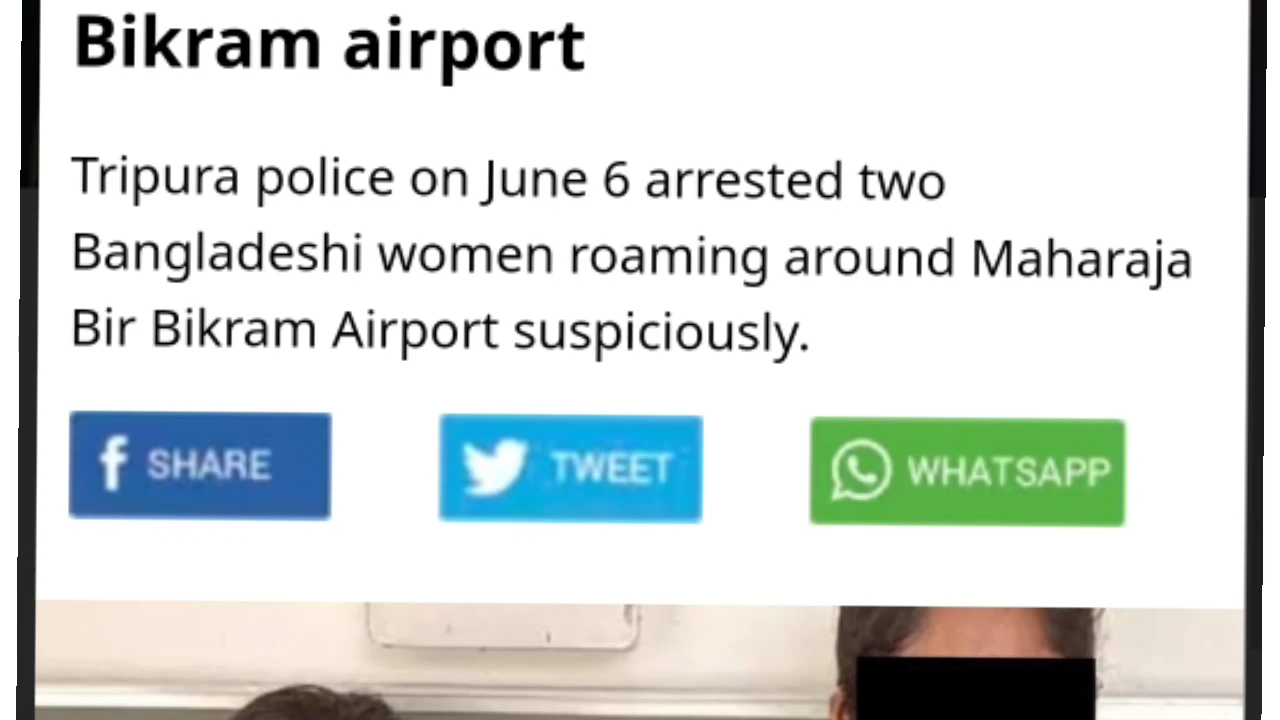 Bikram airport
Tripura police on June 6 arrested two
Bangladeshi women roaming around Maharaja
Bir Bikram Airport suspiciously.
SHARE TWEET WHATSAPP